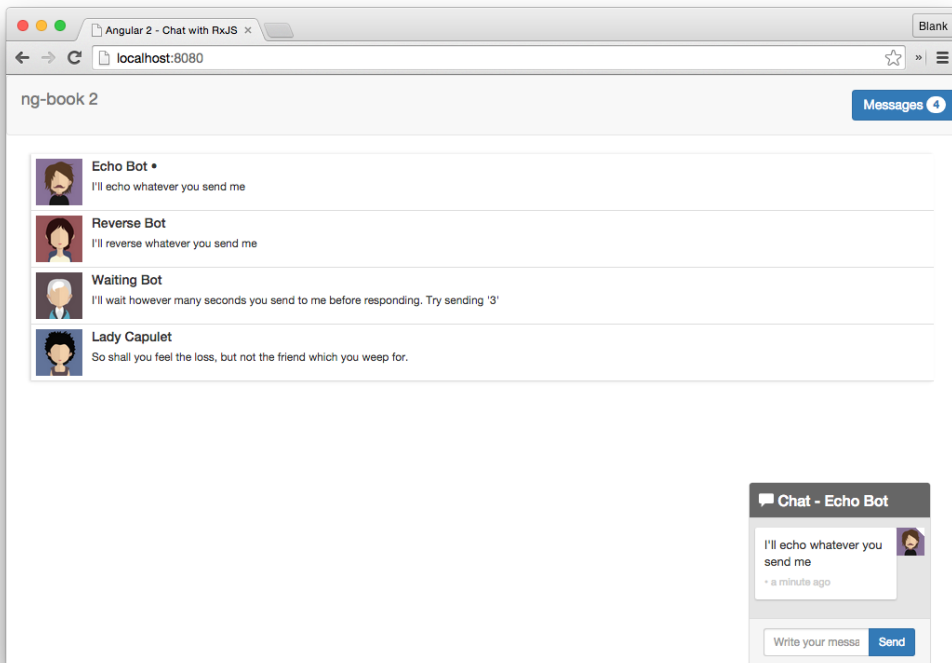 Angular 2 - Chat with RxJS ×
Blank
localhost:8080
»
ng-book 2
Messages 4
Echo Bot •
I'll echo whatever you send me
Reverse Bot
I'll reverse whatever you send me
Waiting Bot
I'll wait however many seconds you send to me before responding. Try sending '3'
Lady Capulet
So shall you feel the loss, but not the friend which you weep for.
Chat - Echo Bot
I'll echo whatever you
send me
• a minute ago
Write your messa
Send